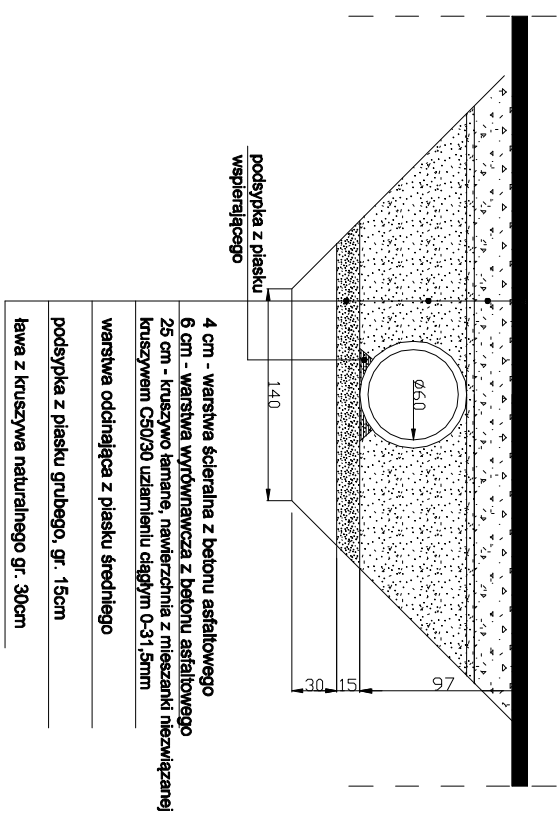 Ø60
97
15
30
140
podsypka z piasku
wspierającego
4 cm - warstwa ścieralna z betonu asfaltowego
6 cm - warstwa wyrównawcza z betonu asfaltowego
25 cm - kruszywo łamane, nawierzchnia z mieszanki niezwiązanej
kruszywem C50/30 uziarnieniu ciągłym 0-31,5mm
warstwa odcinająca z piasku średniego
podsypka z piasku grubego, gr. 15cm
ława z kruszywa naturalnego gr. 30cm